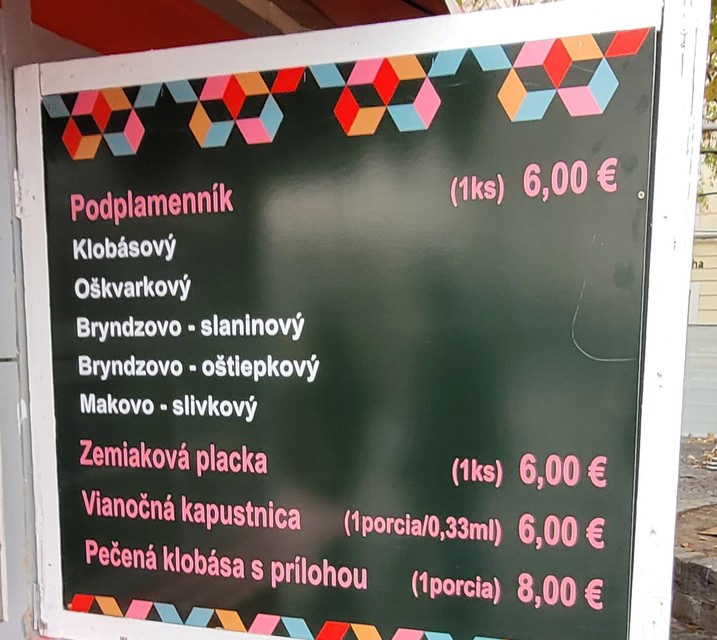 Podplamenník (1ks) 6,00 €
Klobásový
Oškvarkový
Bryndzovo - slaninový
Bryndzovo - oštiepkový
Makovo - slivkový
Zemiaková placka (1ks) 6,00 €
Vianočná kapustnica (1porcia/0,33ml) 6,00 €
Pečená klobása s prílohou (1porcia) 8,00 €